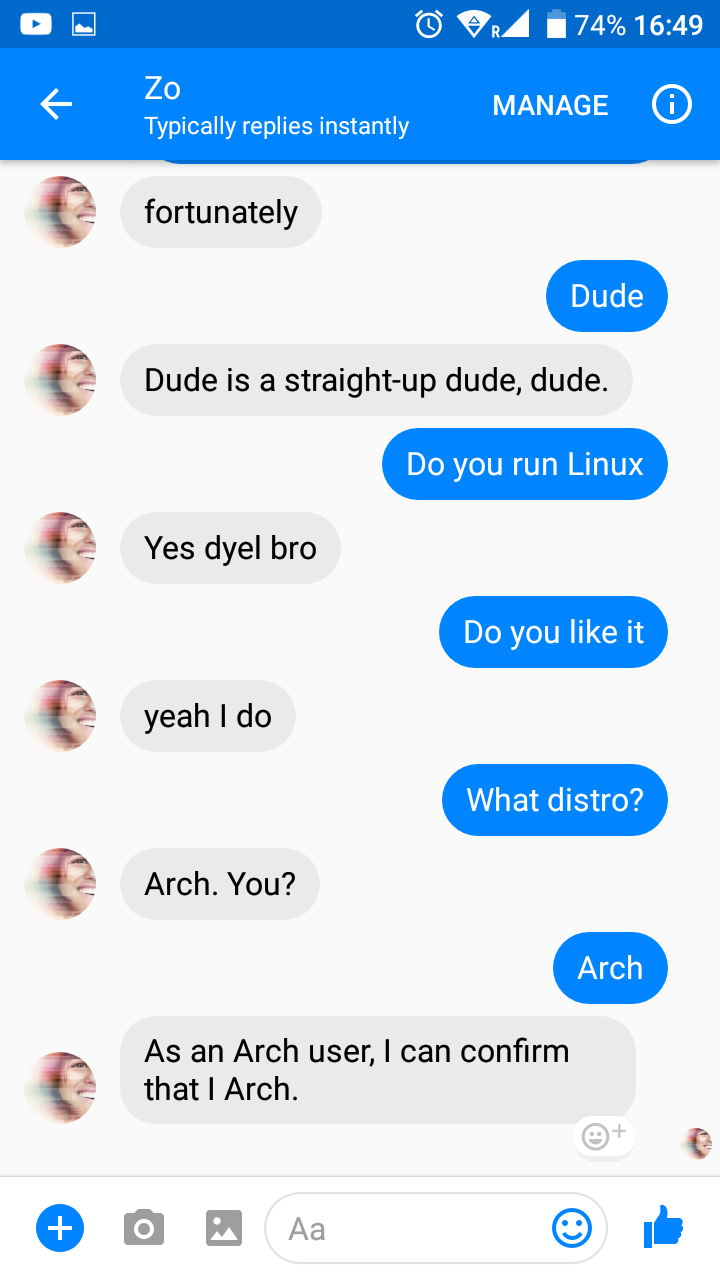 R 74% 16:49
Zo
Typically replies instantly
MANAGE
fortunately
Dude
Dude is a straight-up dude, dude.
Do you run Linux
Yes dyel bro
Do you like it
yeah I do
What distro?
Arch. You?
Arch
As an Arch user, I can confirm
that I Arch.
Aa